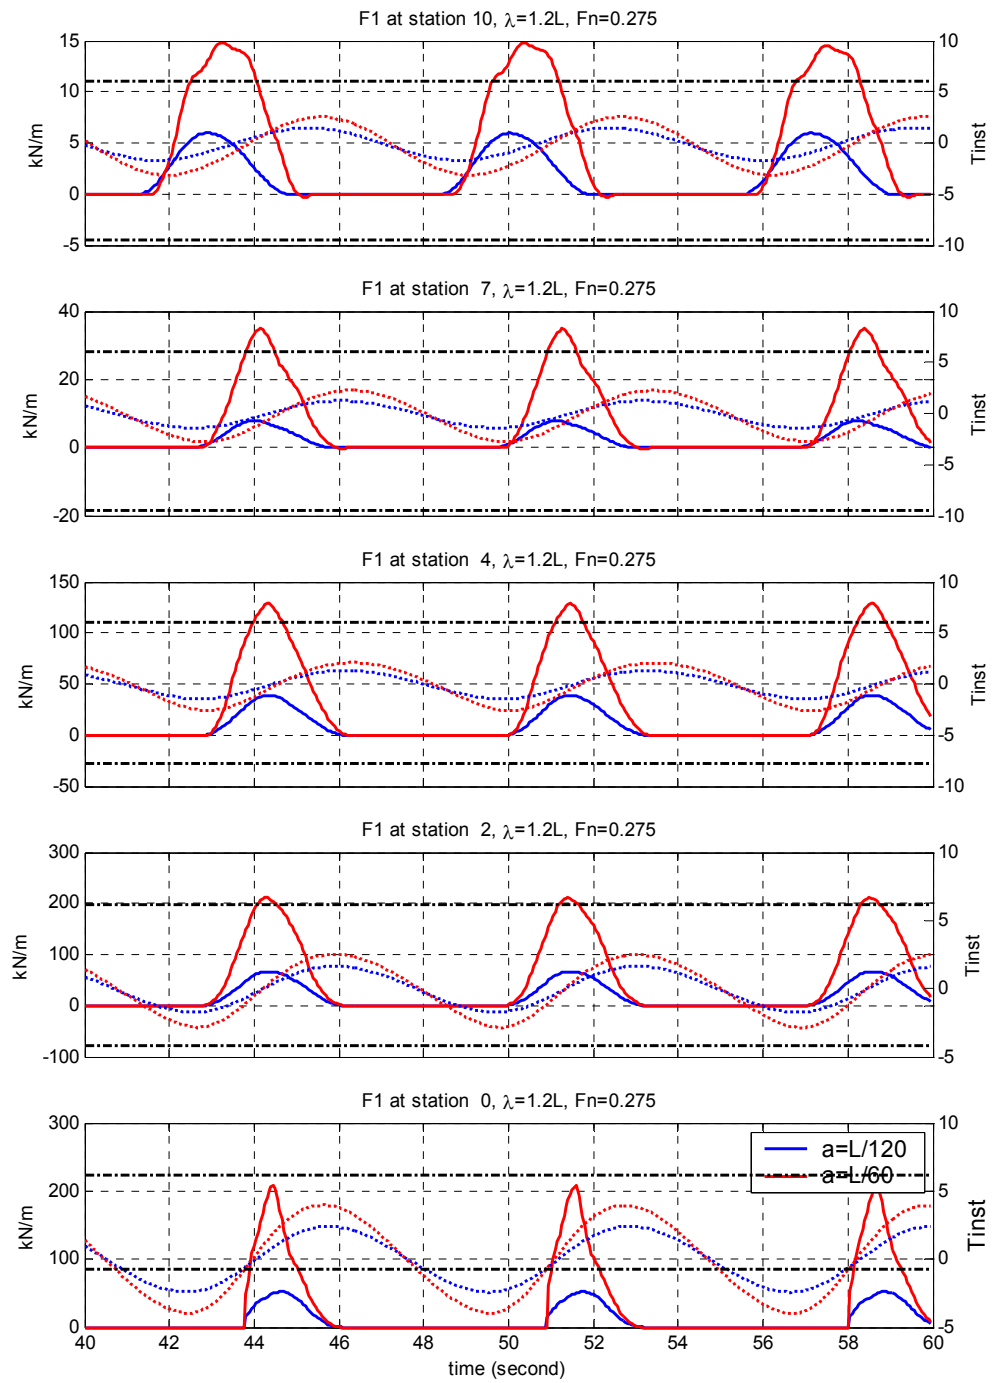 F1 at station 10, λ=1.2L, Fn=0.275
15
10
5
0
-5
kN/m
10
5
0
-5
-10
Tinst
F1 at station 7, λ=1.2L, Fn=0.275
40
20
0
-20
kN/m
10
5
0
-5
-10
Tinst
F1 at station 4, λ=1.2L, Fn=0.275
150
100
50
0
-50
kN/m
10
5
0
-5
-10
Tinst
F1 at station 2, λ=1.2L, Fn=0.275
300
200
100
0
-100
kN/m
10
5
0
-5
Tinst
F1 at station 0, λ=1.2L, Fn=0.275
300
200
100
0
kN/m
10
5
0
-5
Tinst
a=L/120
a=L/60
40 42 44 46 48 50 52 54 56 58 60
time (second)